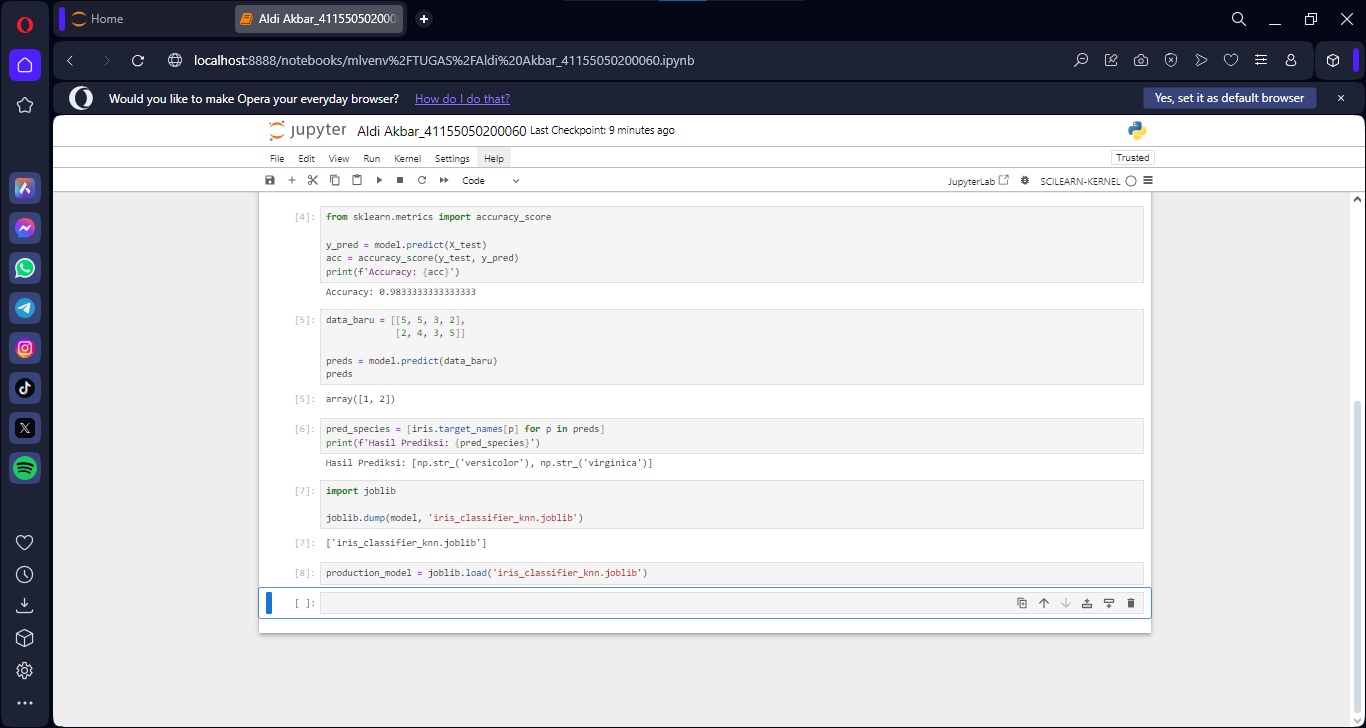 Home
Aldi Akbar_41155050200060
localhost:8888/notebooks/mlvenv%2FTUGAS%2FAldi%20Akbar_41155050200060.ipynb
Would you like to make Opera your everyday browser? How do I do that? Yes, set it as default browser
jupyter Aldi Akbar_41155050200060 Last Checkpoint: 9 minutes ago
File Edit View Run Kernel Settings Help Trusted
Code JupyterLab SCILEARN-KERNEL
[4]: from sklearn.metrics import accuracy_score
y_pred = model.predict(X_test)
acc = accuracy_score(y_test, y_pred)
print(f'Accuracy: {acc}')
Accuracy: 0.9833333333333333
[5]: data_baru = [[5, 5, 3, 2],
[2, 4, 3, 5]]
preds = model.predict(data_baru)
preds
[5]: array([1, 2])
[6]: pred_species = [iris.target_names[p] for p in preds]
print(f'Hasil Prediksi: {pred_species}')
Hasil Prediksi: [np.str_('versicolor'), np.str_('virginica')]
[7]: import joblib
joblib.dump(model, 'iris_classifier_knn.joblib')
[7]: ['iris_classifier_knn.joblib']
[8]: production_model = joblib.load('iris_classifier_knn.joblib')
[ ]: